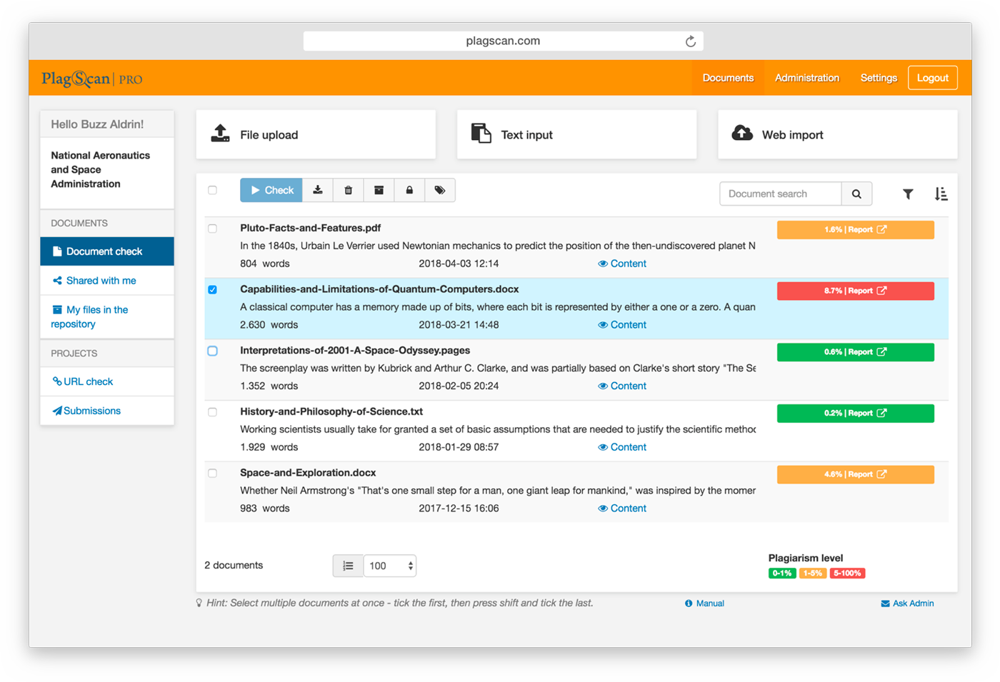 plagscan.com
PlagScan | PRO
Documents
Administration
Settings
Logout
Hello Buzz Aldrin!
National Aeronautics
and Space
Administration
DOCUMENTS
Document check
Shared with me
My files in the
repository
PROJECTS
URL check
Submissions
File upload
Text input
Web import
Check
Document search
Pluto-Facts-and-Features.pdf
1.6% | Report
In the 1840s, Urbain Le Verrier used Newtonian mechanics to predict the position of the then-undiscovered planet N
804 words
2018-04-03 12:14
Content
Capabilities-and-Limitations-of-Quantum-Computers.docx
8.7% | Report
A classical computer has a memory made up of bits, where each bit is represented by either a one or a zero. A quan
2.630 words
2018-03-21 14:48
Content
Interpretations-of-2001-A-Space-Odyssey.pages
0.6% | Report
The screenplay was written by Kubrick and Arthur C. Clarke, and was partially based on Clarke's short story "The Se
1.352 words
2018-02-05 20:24
Content
History-and-Philosophy-of-Science.txt
0.2% | Report
Working scientists usually take for granted a set of basic assumptions that are needed to justify the scientific methoc
1.929 words
2018-01-29 08:57
Content
Space-and-Exploration.docx
4.6% | Report
Whether Neil Armstrong's "That's one small step for a man, one giant leap for mankind," was inspired by the momer
983 words
2017-12-15 16:06
Content
2 documents
100
Plagiarism level
0-1% 1-5% 5-100%
Hint: Select multiple documents at once - tick the first, then press shift and tick the last.
Manual
Ask Admin